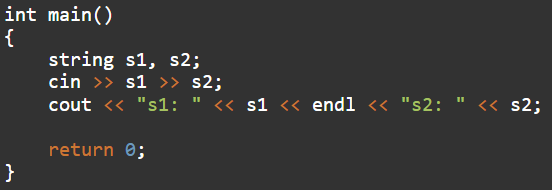 int main()
{
    string s1, s2;
    cin >> s1 >> s2;
    cout << "s1: " << s1 << endl << "s2: " << s2;

    return 0;
}